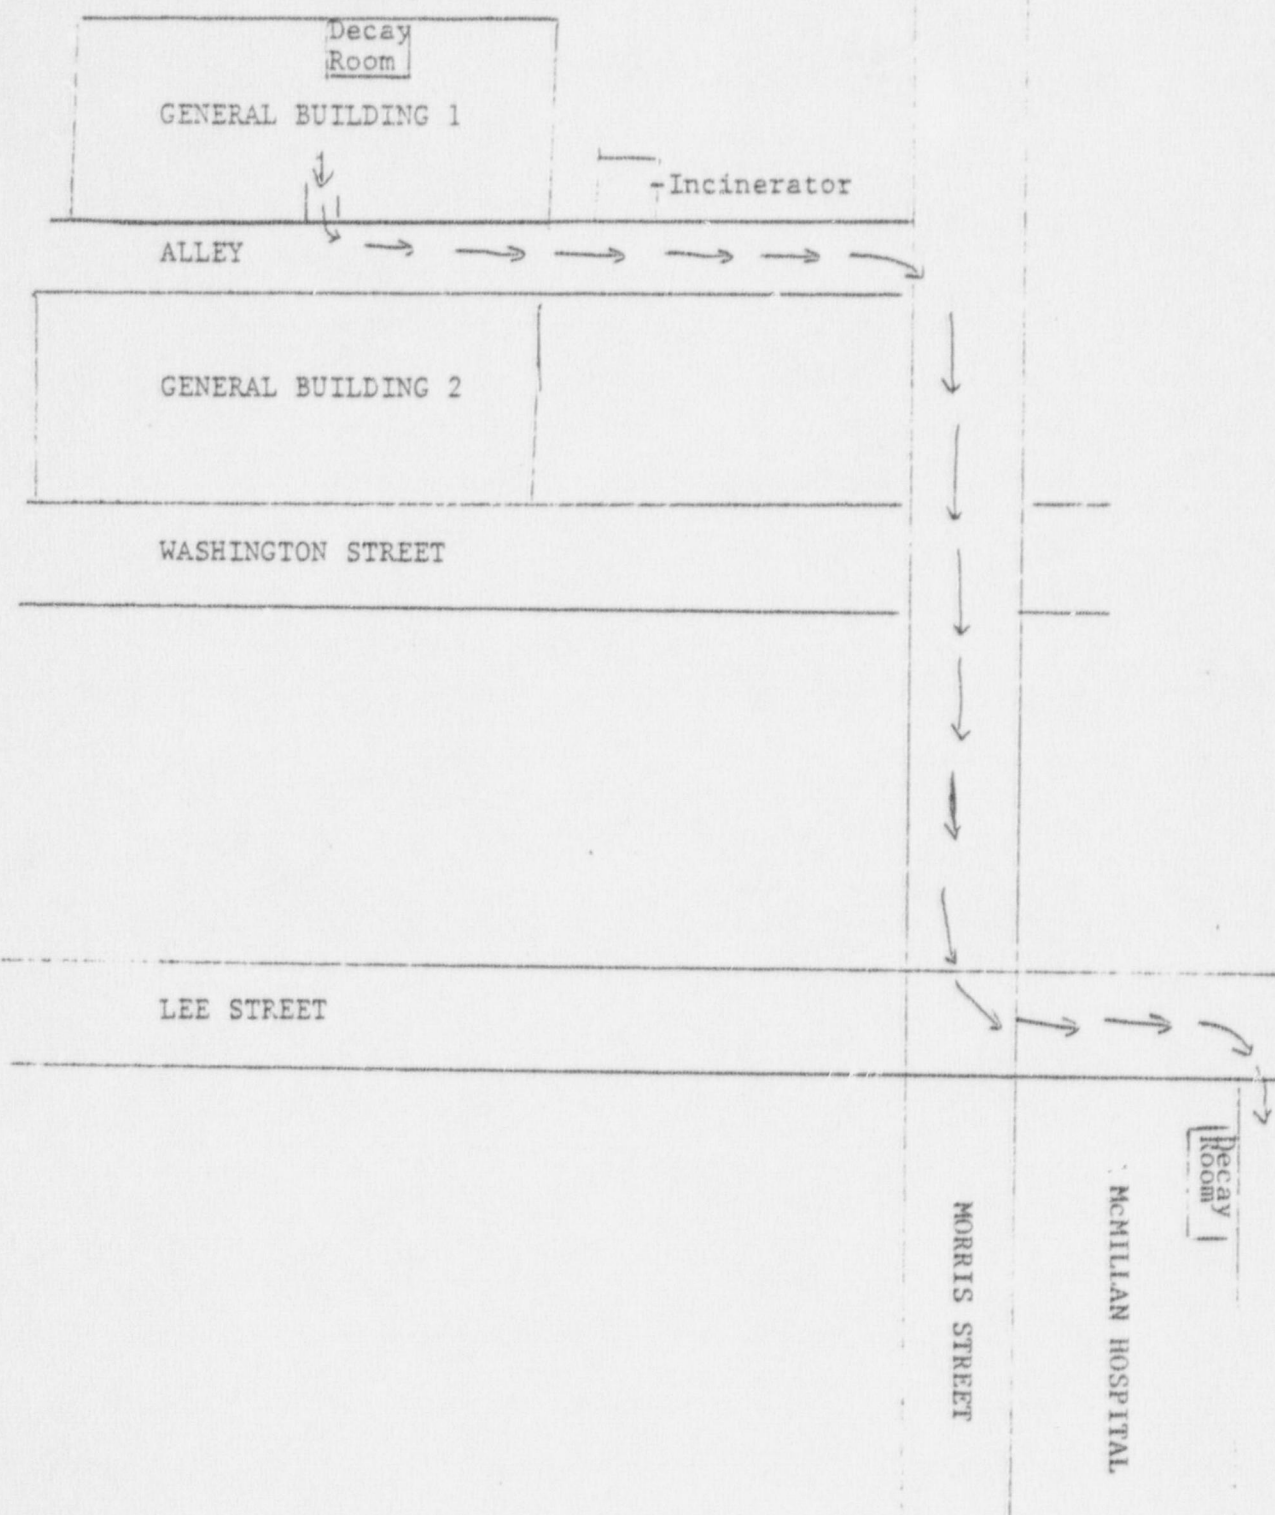 Decay
Room
GENERAL BUILDING 1
Incinerator
ALLEY
GENERAL BUILDING 2
WASHINGTON STREET
LEE STREET
Decay
Room
MORRIS STREET
McMILLAN HOSPITAL